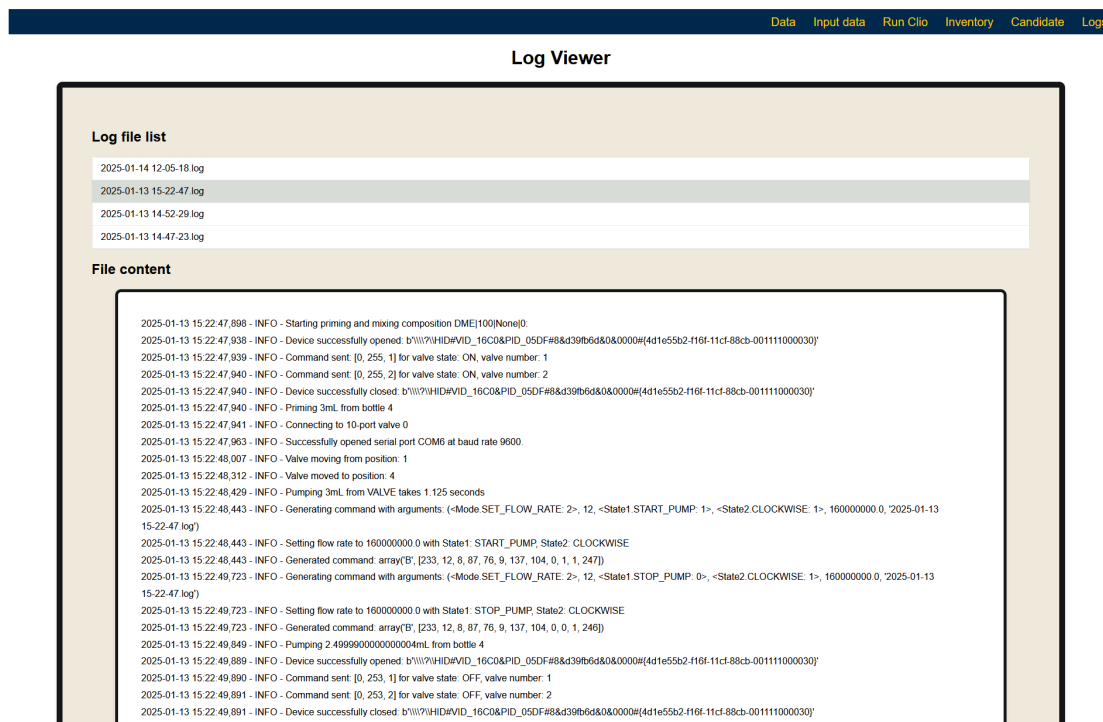 Data Input data Run Clio Inventory Candidate Logs
Log Viewer
Log file list
2025-01-14 12-05-18.log
2025-01-13 15-22-47.log
2025-01-13 14-52-29.log
2025-01-13 14-47-23.log
File content
2025-01-13 15:22:47,898 - INFO - Starting priming and mixing composition DME|100|None|0:
2025-01-13 15:22:47,938 - INFO - Device successfully opened: b'\\\\?\\HID#VID_16C0&PID_05DF#8&d39fb6d&0&0000#{4d1e55b2-f16f-11cf-88cb-001111000030}'
2025-01-13 15:22:47,939 - INFO - Command sent: [0, 255, 1] for valve state: ON, valve number: 1
2025-01-13 15:22:47,940 - INFO - Command sent: [0, 255, 2] for valve state: ON, valve number: 2
2025-01-13 15:22:47,940 - INFO - Device successfully closed: b'\\\\?\\HID#VID_16C0&PID_05DF#8&d39fb6d&0&0000#{4d1e55b2-f16f-11cf-88cb-001111000030}'
2025-01-13 15:22:47,940 - INFO - Priming 3mL from bottle 4
2025-01-13 15:22:47,941 - INFO - Connecting to 10-port valve 0
2025-01-13 15:22:47,963 - INFO - Successfully opened serial port COM6 at baud rate 9600.
2025-01-13 15:22:48,007 - INFO - Valve moving from position: 1
2025-01-13 15:22:48,312 - INFO - Valve moved to position: 4
2025-01-13 15:22:48,429 - INFO - Pumping 3mL from VALVE takes 1.125 seconds
2025-01-13 15:22:48,443 - INFO - Generating command with arguments: (<Mode.SET_FLOW_RATE: 2>, 12, <State1.START_PUMP: 1>, <State2.CLOCKWISE: 1>, 160000000.0, '2025-01-13
15-22-47.log')
2025-01-13 15:22:48,443 - INFO - Setting flow rate to 160000000.0 with State1: START_PUMP, State2: CLOCKWISE
2025-01-13 15:22:48,443 - INFO - Generated command: array('B', [233, 12, 8, 87, 76, 9, 137, 104, 0, 1, 1, 247])
2025-01-13 15:22:49,723 - INFO - Generating command with arguments: (<Mode.SET_FLOW_RATE: 2>, 12, <State1.STOP_PUMP: 0>, <State2.CLOCKWISE: 1>, 160000000.0, '2025-01-13
15-22-47.log')
2025-01-13 15:22:49,723 - INFO - Setting flow rate to 160000000.0 with State1: STOP_PUMP, State2: CLOCKWISE
2025-01-13 15:22:49,723 - INFO - Generated command: array('B', [233, 12, 8, 87, 76, 9, 137, 104, 0, 0, 1, 246])
2025-01-13 15:22:49,849 - INFO - Pumping 2.4999900000000004mL from bottle 4
2025-01-13 15:22:49,889 - INFO - Device successfully opened: b'\\\\?\\HID#VID_16C0&PID_05DF#8&d39fb6d&0&0000#{4d1e55b2-f16f-11cf-88cb-001111000030}'
2025-01-13 15:22:49,890 - INFO - Command sent: [0, 253, 1] for valve state: OFF, valve number: 1
2025-01-13 15:22:49,891 - INFO - Command sent: [0, 253, 2] for valve state: OFF, valve number: 2
2025-01-13 15:22:49,891 - INFO - Device successfully closed: b'\\\\?\\HID#VID_16C0&PID_05DF#8&d39fb6d&0&0000#{4d1e55b2-f16f-11cf-88cb-001111000030}'